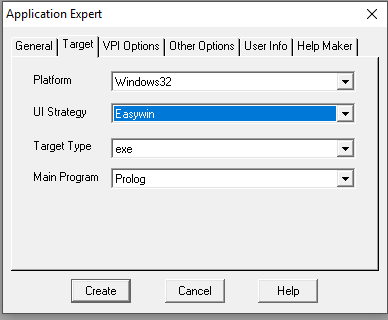 Application Expert
General Target VPI Options Other Options User Info Help Maker
Platform Windows32
UI Strategy Easywin
Target Type exe
Main Program Prolog
Create Cancel Help